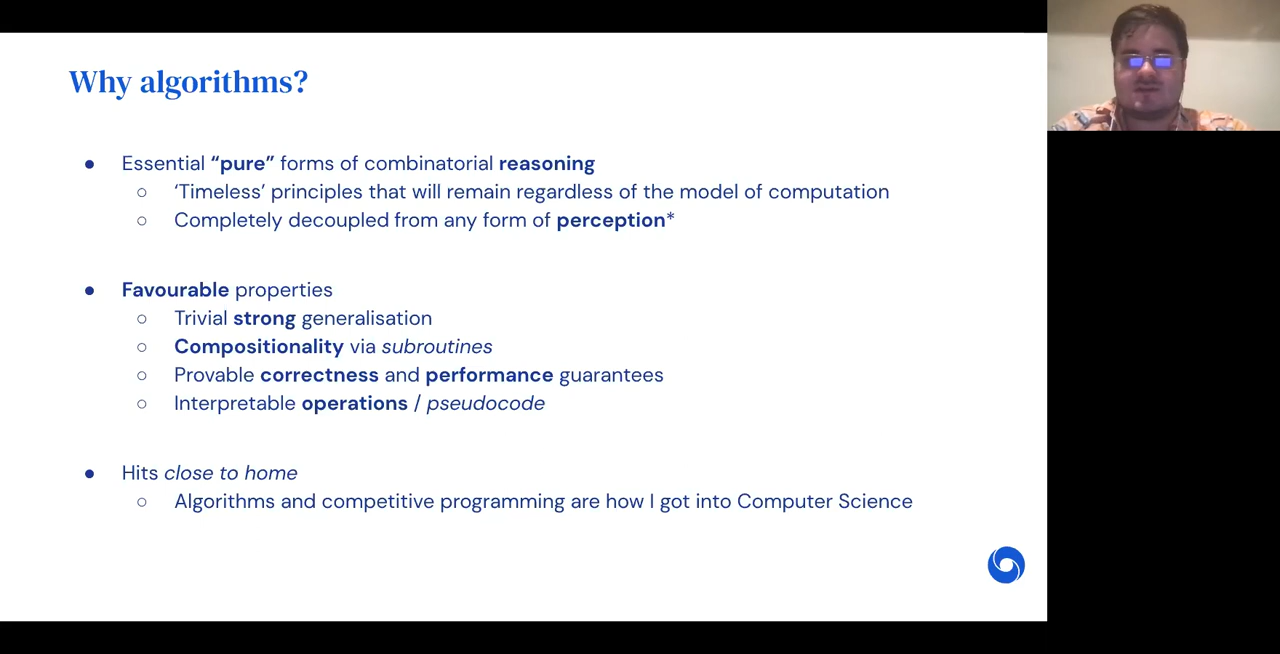 Why algorithms?
● Essential “pure” forms of combinatorial reasoning
○ ‘Timeless’ principles that will remain regardless of the model of computation
○ Completely decoupled from any form of perception*
● Favourable properties
○ Trivial strong generalisation
○ Compositionality via subroutines
○ Provable correctness and performance guarantees
○ Interpretable operations / pseudocode
● Hits close to home
○ Algorithms and competitive programming are how I got into Computer Science